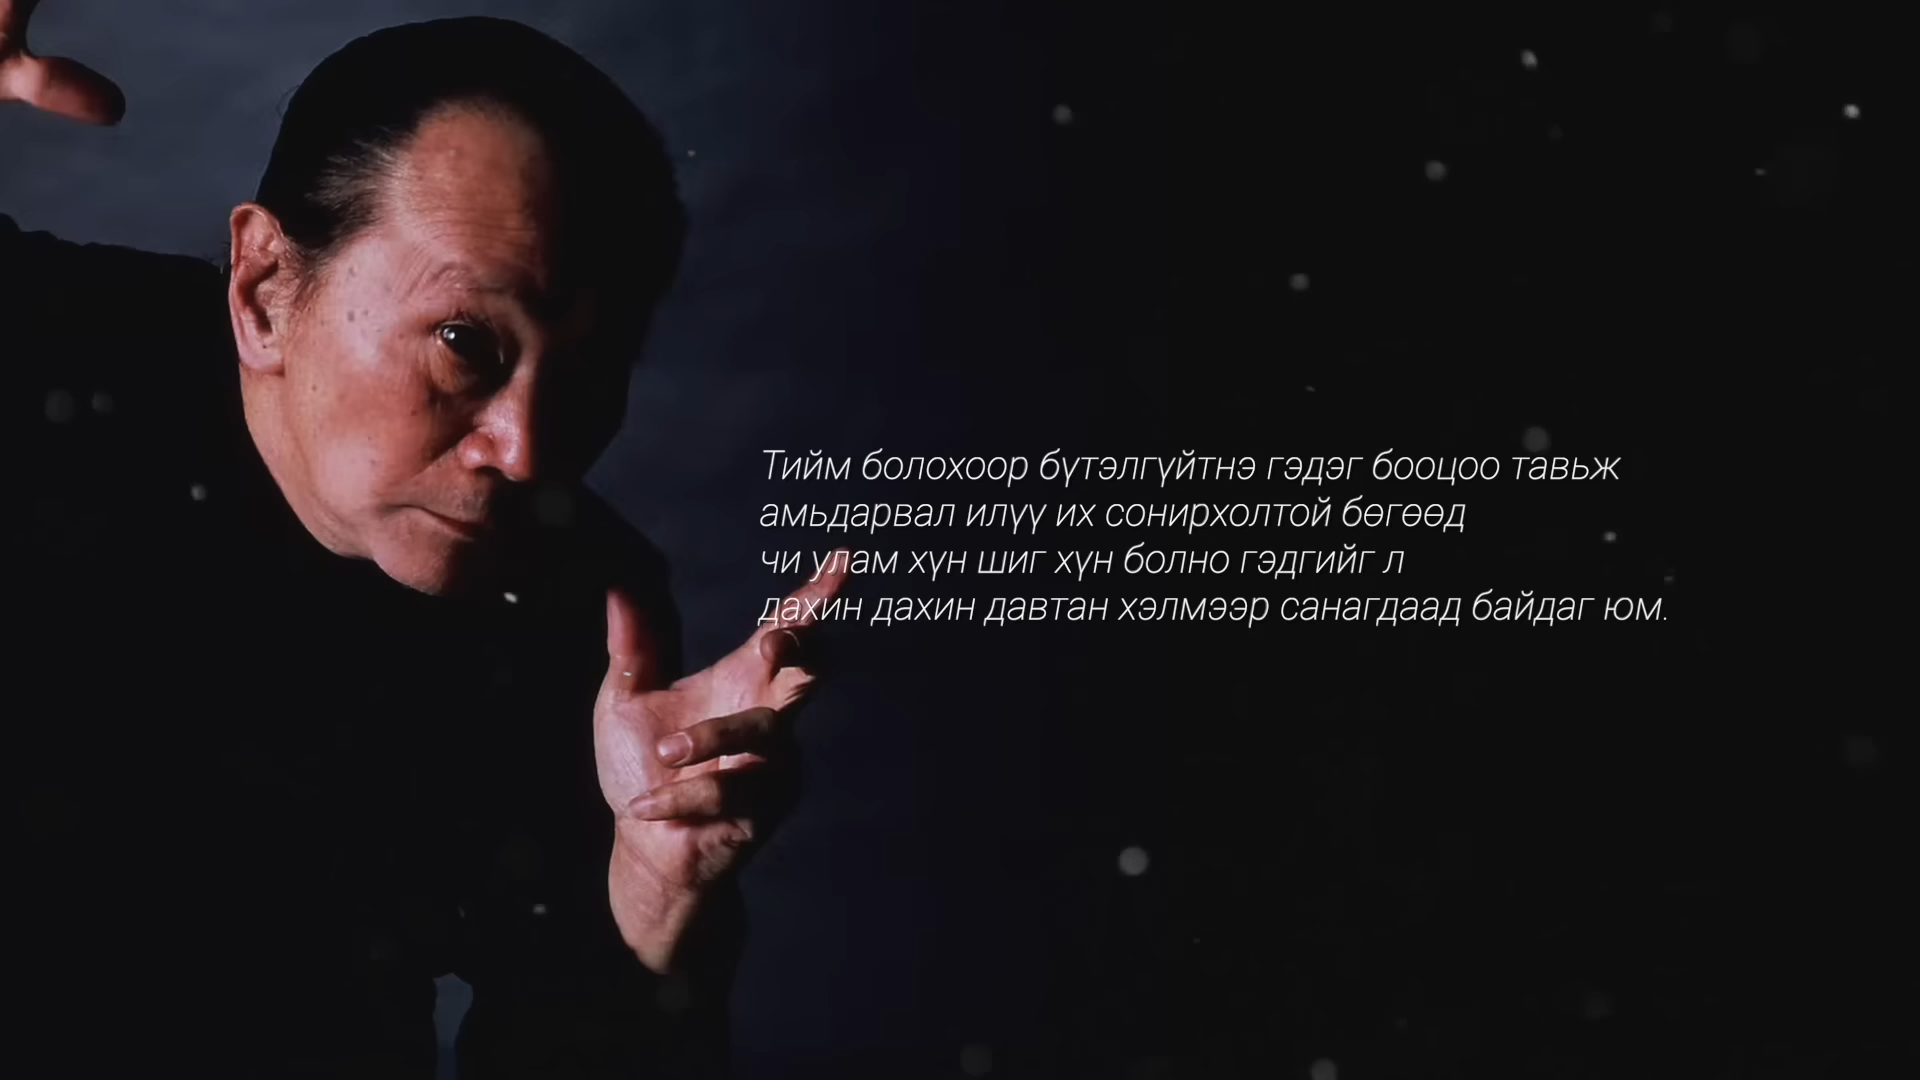 Тийм болохоор бүтэлгүйтнэ гэдэг бооцоо тавьж
амьдарвал илүү их сонирхолтой бөгөөд
чи улам хүн шиг хүн болно гэдгийг л
дахин дахин давтан хэлмээр санагдаад байдаг юм.